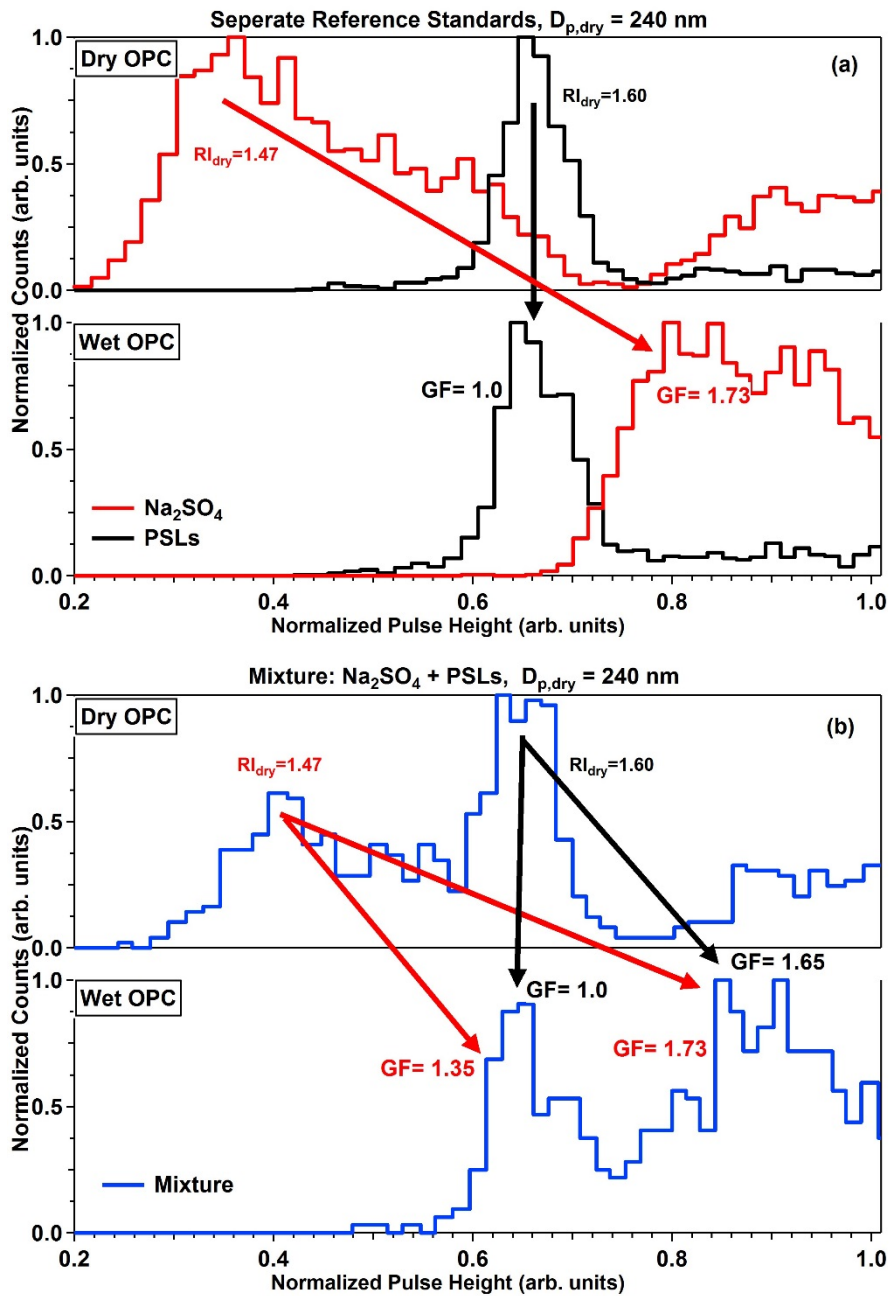 Seperate Reference Standards, Dp,dry = 240 nm
1.0
Dry OPC
(a)
RIdry=1.60
RIdry=1.47
0.5
0.0
Normalized Counts (arb. units)
1.0
Wet OPC
GF= 1.0
GF= 1.73
0.5
Na2SO4
PSLs
0.0
0.2 0.4 0.6 0.8 1.0
Normalized Pulse Height (arb. units)
Mixture: Na2SO4 + PSLs, Dp,dry = 240 nm
1.0
Dry OPC
(b)
RIdry=1.47
RIdry=1.60
0.5
0.0
Normalized Counts (arb. units)
1.0
Wet OPC
GF= 1.65
GF= 1.0
GF= 1.35
GF= 1.73
0.5
Mixture
0.0
0.2 0.4 0.6 0.8 1.0
Normalized Pulse Height (arb. units)